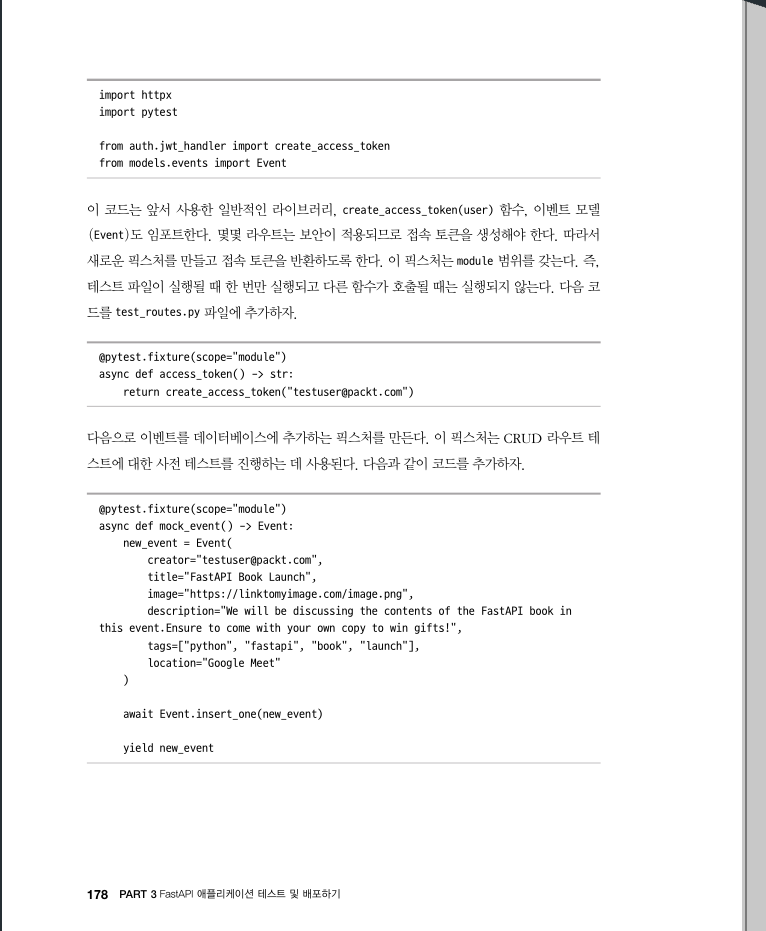 import httpx
import pytest
from auth.jwt_handler import create_access_token
from models.events import Event
이 코드는 앞서 사용한 일반적인 라이브러리, create_access_token(user) 함수, 이벤트 모델
(Event)도 임포트한다. 몇몇 라우트는 보안이 적용되므로 접속 토큰을 생성해야 한다. 따라서
새로운 픽스처를 만들고 접속 토큰을 반환하도록 한다. 이 픽스처는 module 범위를 갖는다. 즉,
테스트 파일이 실행될 때 한 번만 실행되고 다른 함수가 호출될 때는 실행되지 않는다. 다음 코
드를 test_routes.py 파일에 추가하자.
@pytest.fixture(scope="module")
async def access_token() -> str:
    return create_access_token("testuser@packt.com")
다음으로 이벤트를 데이터베이스에 추가하는 픽스처를 만든다. 이 픽스처는 CRUD 라우트 테
스트에 대한 사전 테스트를 진행하는 데 사용된다. 다음과 같이 코드를 추가하자.
@pytest.fixture(scope="module")
async def mock_event() -> Event:
    new_event = Event(
        creator="testuser@packt.com",
        title="FastAPI Book Launch",
        image="https://linktomyimage.com/image.png",
        description="We will be discussing the contents of the FastAPI book in
this event.Ensure to come with your own copy to win gifts!",
        tags=["python", "fastapi", "book", "launch"],
        location="Google Meet"
    )
    await Event.insert_one(new_event)
    yield new_event
178 PART 3 FastAPI 애플리케이션 테스트 및 배포하기